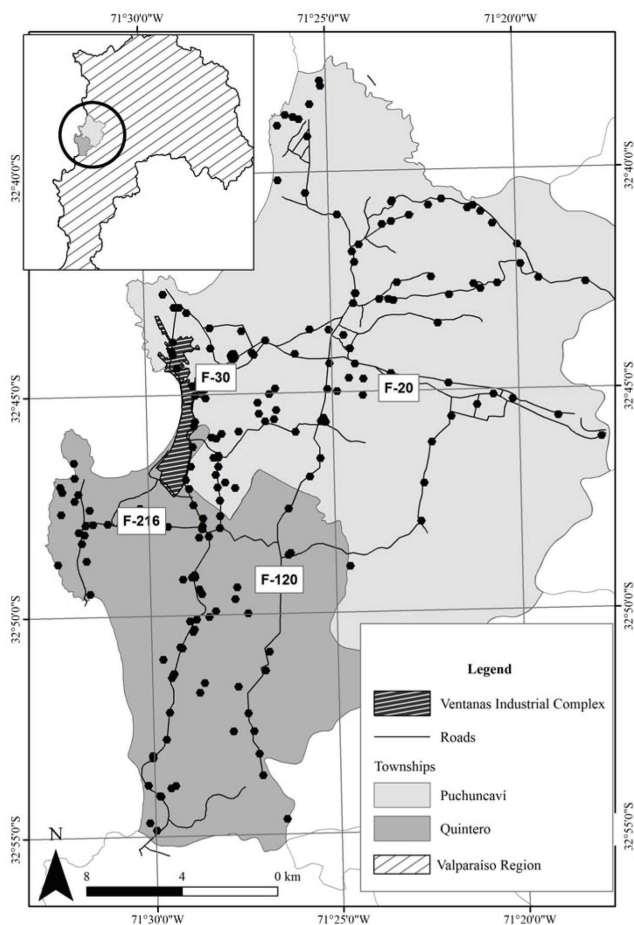 71°30'0"W 71°25'0"W 71°20'0"W
32°40'0"S 32°40'0"S
F-30
F-20
32°45'0"S 32°45'0"S
F-216
F-120
32°50'0"S 32°50'0"S
Legend
Ventanas Industrial Complex
Roads
Townships
Puchuncaví
Quintero
Valparaíso Region
32°55'0"S 32°55'0"S
N
8 4 0 km
71°30'0"W 71°25'0"W 71°20'0"W